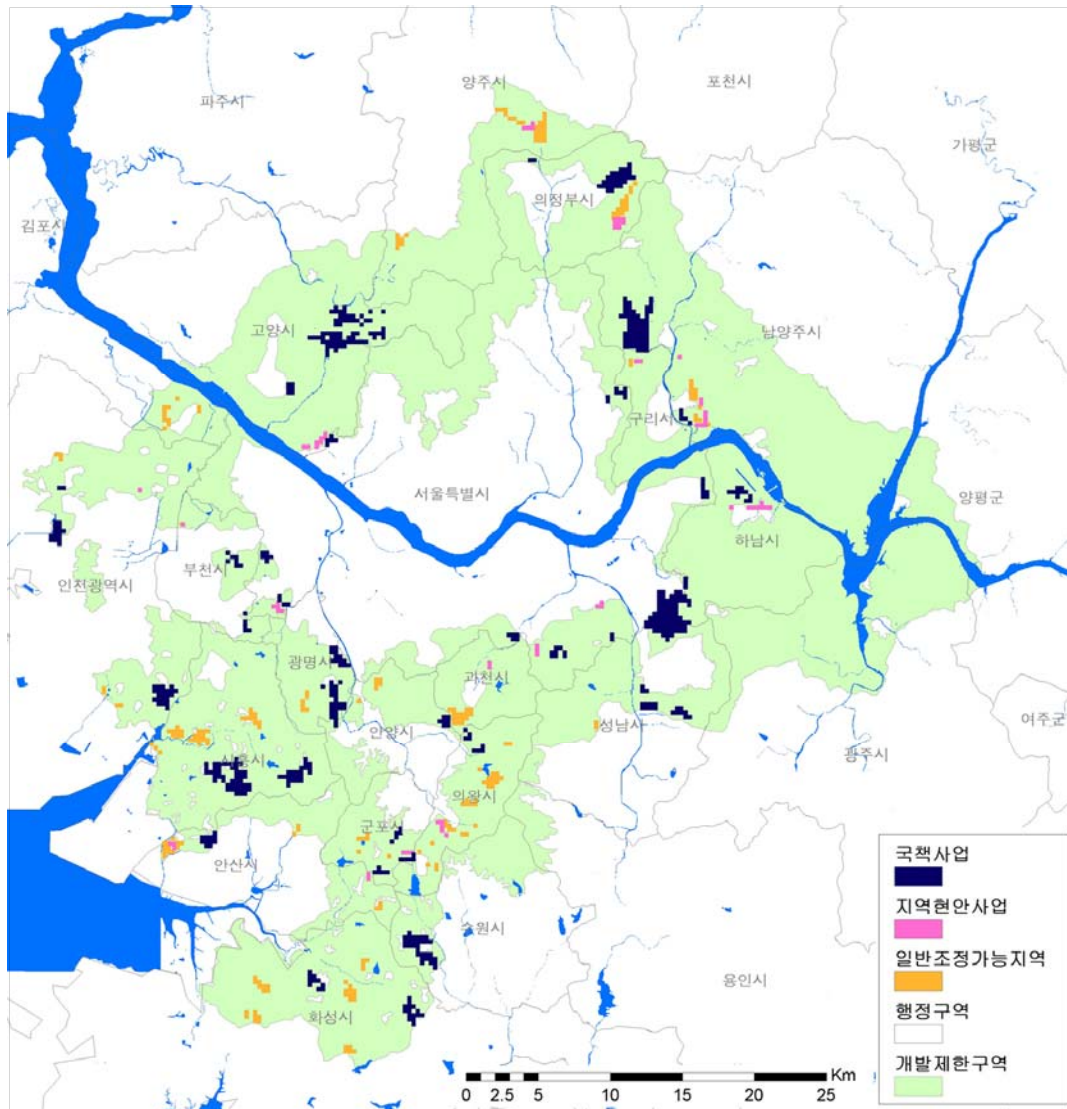 양주시
포천시
파주시
가평군
의정부시
김포시
고양시
남양주시
구리시
서울특별시
양평군
하남시
부천시
인천광역시
광명시
과천시
여주군
안양시
성남시
광주시
시흥시
의왕시
군포시
안산시
수원시
용인시
화성시
국책사업
지역현안사업
일반조정가능지역
행정구역
개발제한구역
Km
0 2.5 5 10 15 20 25